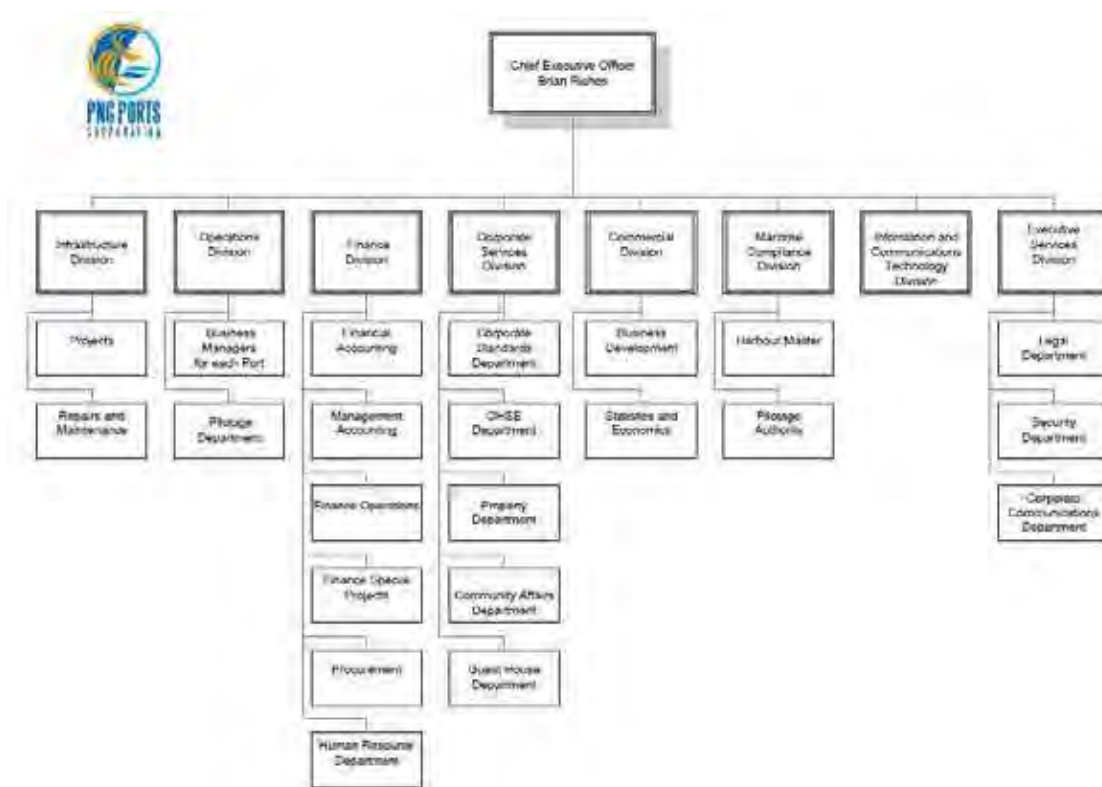 PNG PORTS
CORPORATION
Chief Executive Officer
Brian Riches
Infrastructure
Division
Operations
Division
Finance
Division
Corporate
Services
Division
Commercial
Division
Maritime
Compliance
Division
Information and
Communications
Technology
Division
Executive
Services
Division
Projects
Business
Managers
for each Port
Financial
Accounting
Corporate
Standards
Department
Business
Development
Harbour Master
Legal
Department
Repairs and
Maintenance
Pilotage
Department
Management
Accounting
OHSE
Department
Statistics and
Economics
Pilotage
Authority
Security
Department
Finance Operations
Property
Department
Corporate
Communications
Department
Finance Special
Projects
Community Affairs
Department
Procurement
Guest House
Department
Human Resource
Department